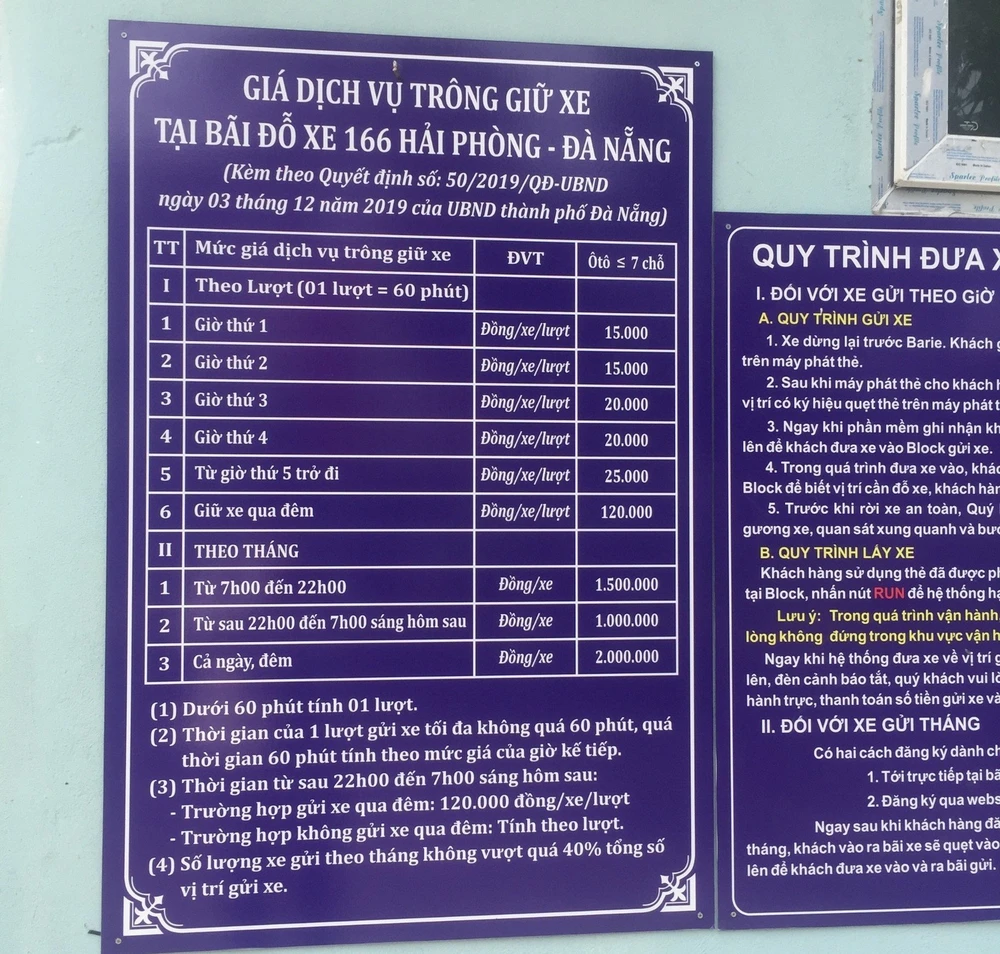 GIÁ DỊCH VỤ TRÔNG GIỮ XE
TẠI BÃI ĐỖ XE 166 HẢI PHÒNG - ĐÀ NẴNG
(Kèm theo Quyết định số: 50/2019/QĐ-UBND
ngày 03 tháng 12 năm 2019 của UBND thành phố Đà Nẵng)
TT Mức giá dịch vụ trông giữ xe ĐVT Ôtô ≤ 7 chỗ
I Theo Lượt (01 lượt = 60 phút)
1 Giờ thứ 1 Đồng/xe/lượt 15.000
2 Giờ thứ 2 Đồng/xe/lượt 15.000
3 Giờ thứ 3 Đồng/xe/lượt 20.000
4 Giờ thứ 4 Đồng/xe/lượt 20.000
5 Từ giờ thứ 5 trở đi Đồng/xe/lượt 25.000
6 Giữ xe qua đêm Đồng/xe/lượt 120.000
II THEO THÁNG
1 Từ 7h00 đến 22h00 Đồng/xe 1.500.000
2 Từ sau 22h00 đến 7h00 sáng hôm sau Đồng/xe 1.000.000
3 Cả ngày, đêm Đồng/xe 2.000.000
(1) Dưới 60 phút tính 01 lượt.
(2) Thời gian của 1 lượt gửi xe tối đa không quá 60 phút, quá
thời gian 60 phút tính theo mức giá của giờ kế tiếp.
(3) Thời gian từ sau 22h00 đến 7h00 sáng hôm sau:
- Trường hợp gửi xe qua đêm: 120.000 đồng/xe/lượt
- Trường hợp không gửi xe qua đêm: Tính theo lượt.
(4) Số lượng xe gửi theo tháng không vượt quá 40% tổng số
vị trí gửi xe.
QUY TRÌNH ĐƯA
I. ĐỐI VỚI XE GỬI THEO GIỜ
A. QUY TRÌNH GỬI XE
1. Xe dừng lại trước Barie. Khách
trên máy phát thẻ.
2. Sau khi máy phát thẻ cho khách
vị trí có ký hiệu quẹt thẻ trên máy phát
3. Ngay khi phần mềm ghi nhận
lên để khách đưa xe vào Block gửi xe.
4. Trong quá trình đưa xe vào,
Block để biết vị trí cần đỗ xe, khách
5. Trước khi rời xe an toàn, Quý
gương xe, quan sát xung quanh và
B. QUY TRÌNH LẤY XE
Khách hàng sử dụng thẻ đã được
tại Block, nhấn nút RUN để hệ thống
Lưu ý: Trong quá trình vận hành
lòng không đứng trong khu vực vận
Ngay khi hệ thống đưa xe về vị trí
lên, đèn cảnh báo tắt, quý khách vui
hành trực, thanh toán số tiền gửi xe
II. ĐỐI VỚI XE GỬI THÁNG
Có hai cách đăng ký dành
1. Tới trực tiếp tại
2. Đăng ký qua
Ngay sau khi khách hàng
tháng, khách vào ra bãi xe sẽ quẹt vào
lên để khách đưa xe vào và ra bãi gửi.